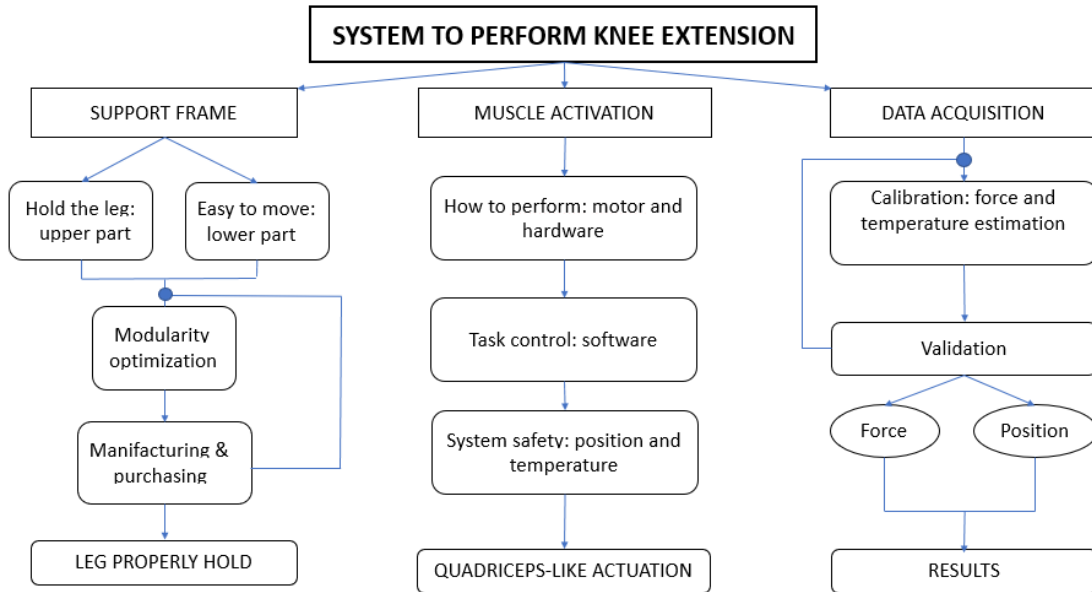 SYSTEM TO PERFORM KNEE EXTENSION
SUPPORT FRAME
MUSCLE ACTIVATION
DATA ACQUISITION
Hold the leg:
upper part
Easy to move:
lower part
How to perform: motor and
hardware
Calibration: force and
temperature estimation
Modularity
optimization
Task control: software
Validation
Manifacturing &
purchasing
System safety: position and
temperature
Force
Position
LEG PROPERLY HOLD
QUADRICEPS-LIKE ACTUATION
RESULTS